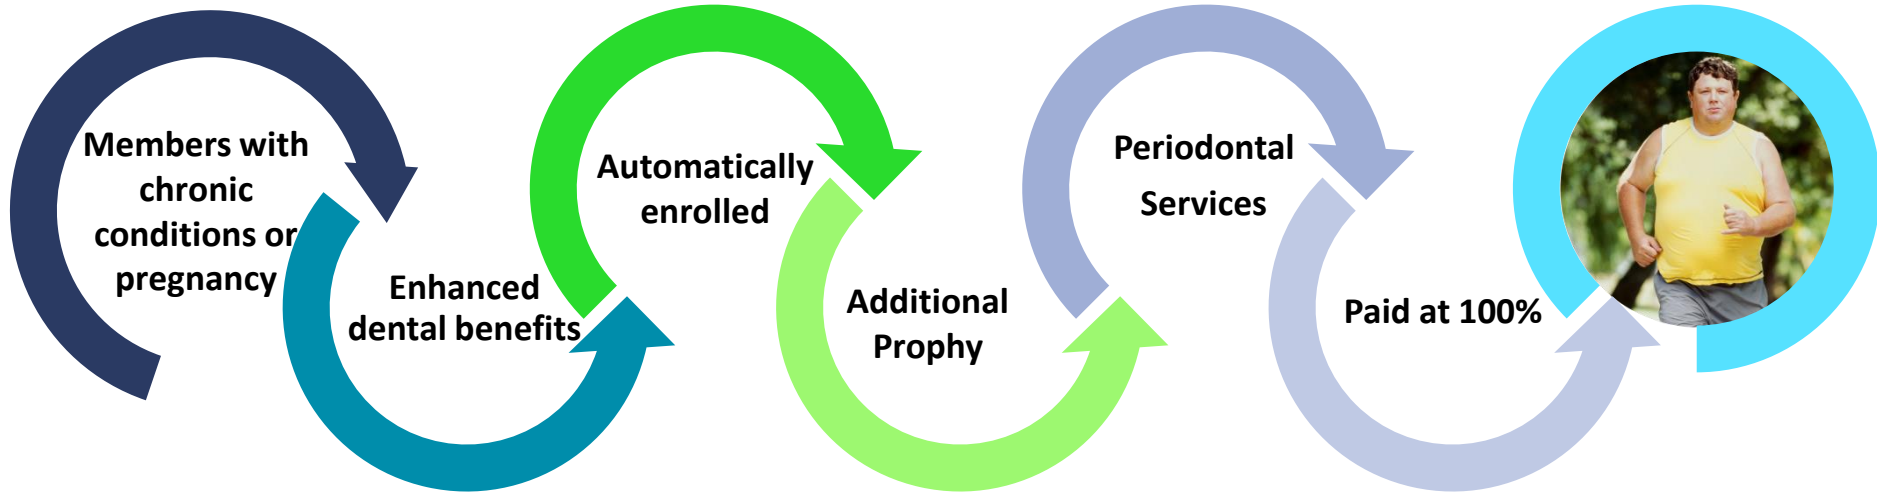 Members with
chronic
conditions or
pregnancy
Enhanced
dental benefits
Automatically
enrolled
Additional
Prophy
Periodontal
Services
Paid at 100%